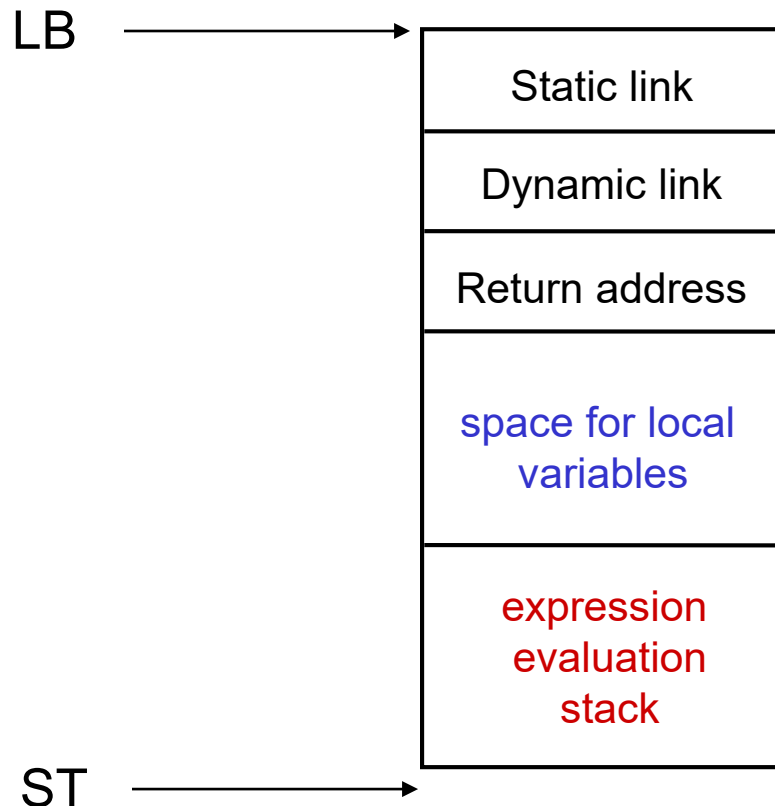 LB
Static link
Dynamic link
Return address
space for local
variables
expression
evaluation
stack
ST